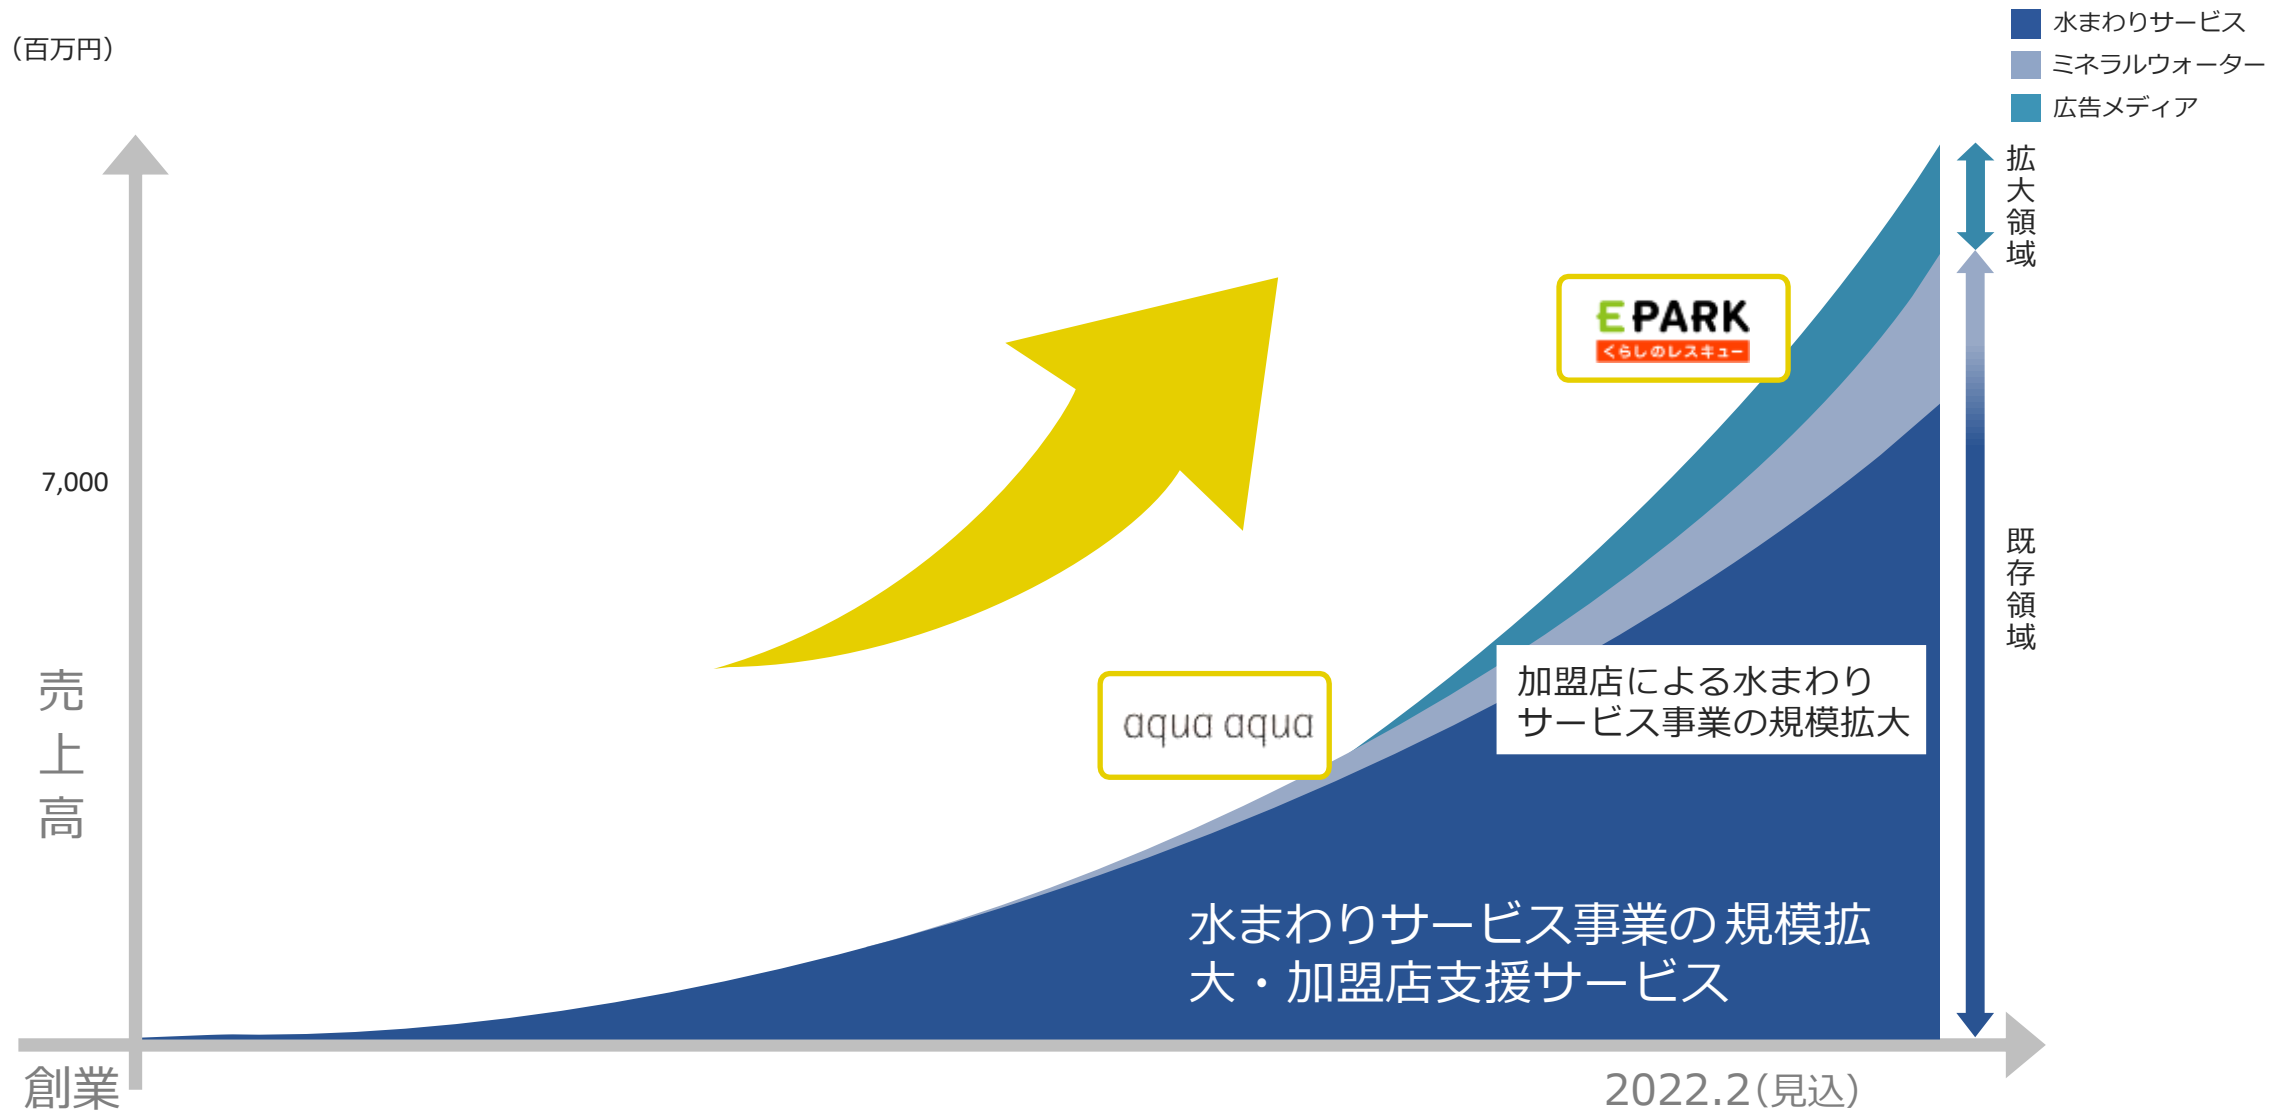 （百万円）
水まわりサービス
ミネラルウォーター
広告メディア
拡大領域
EPARK
くらしのレスキュー
7,000
既存領域
売上高
aqua aqua
加盟店による水まわり
サービス事業の規模拡大
水まわりサービス事業の規模拡
大・加盟店支援サービス
創業
2022.2（見込）